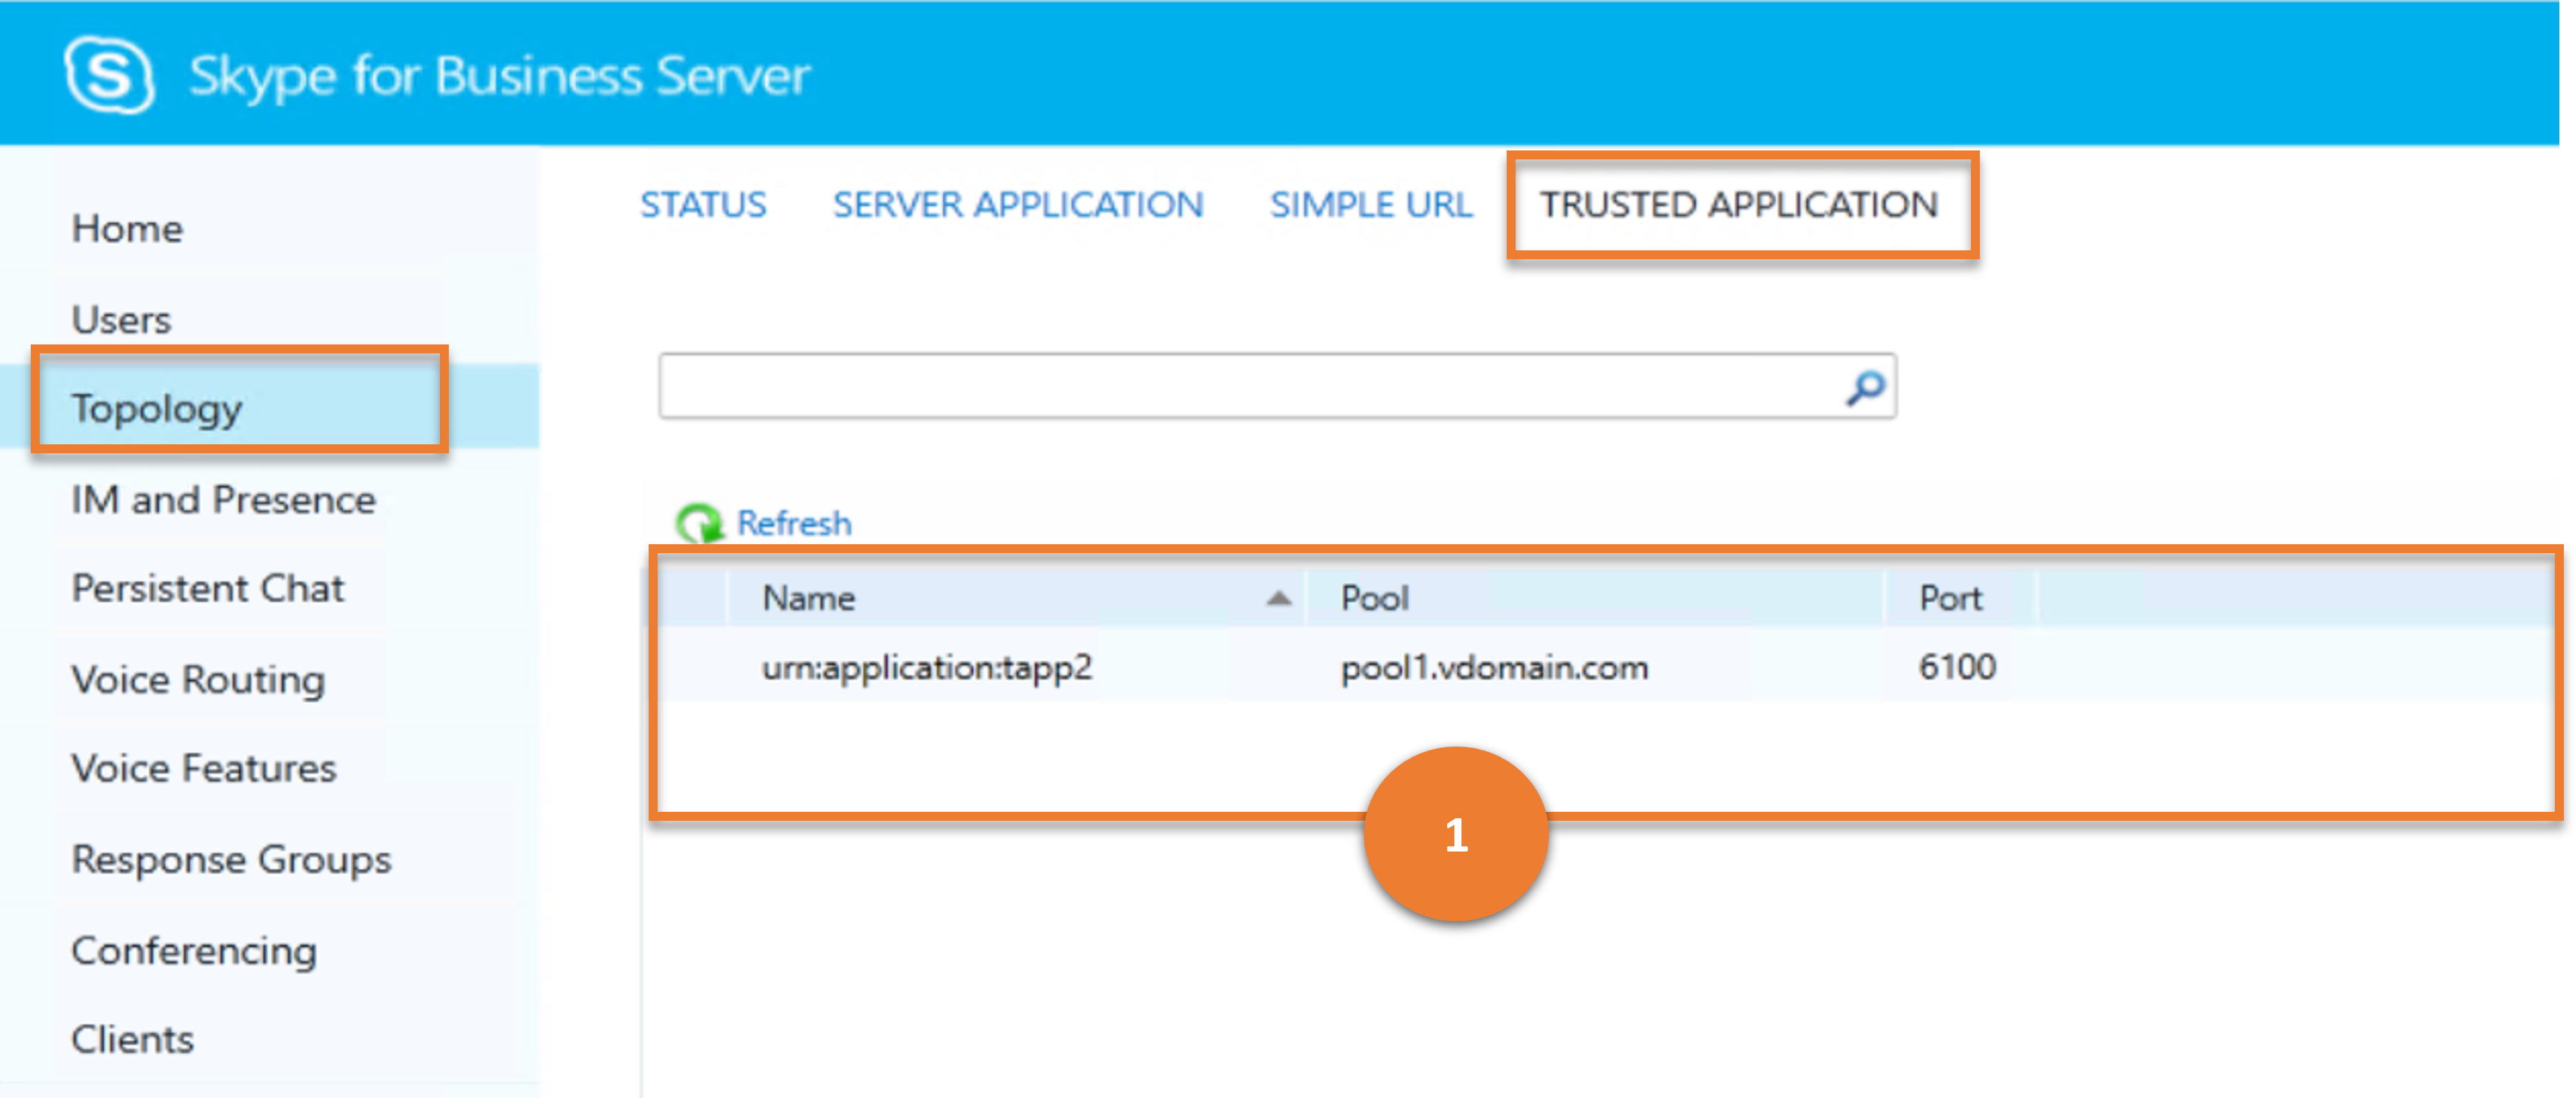 Skype for Business Server
Home
Users
Topology
IM and Presence
Persistent Chat
Voice Routing
Voice Features
Response Groups
Conferencing
Clients
STATUS SERVER APPLICATION SIMPLE URL TRUSTED APPLICATION
Refresh
Name Pool Port
urn:application:tapp2 pool1.vdomain.com 6100
1